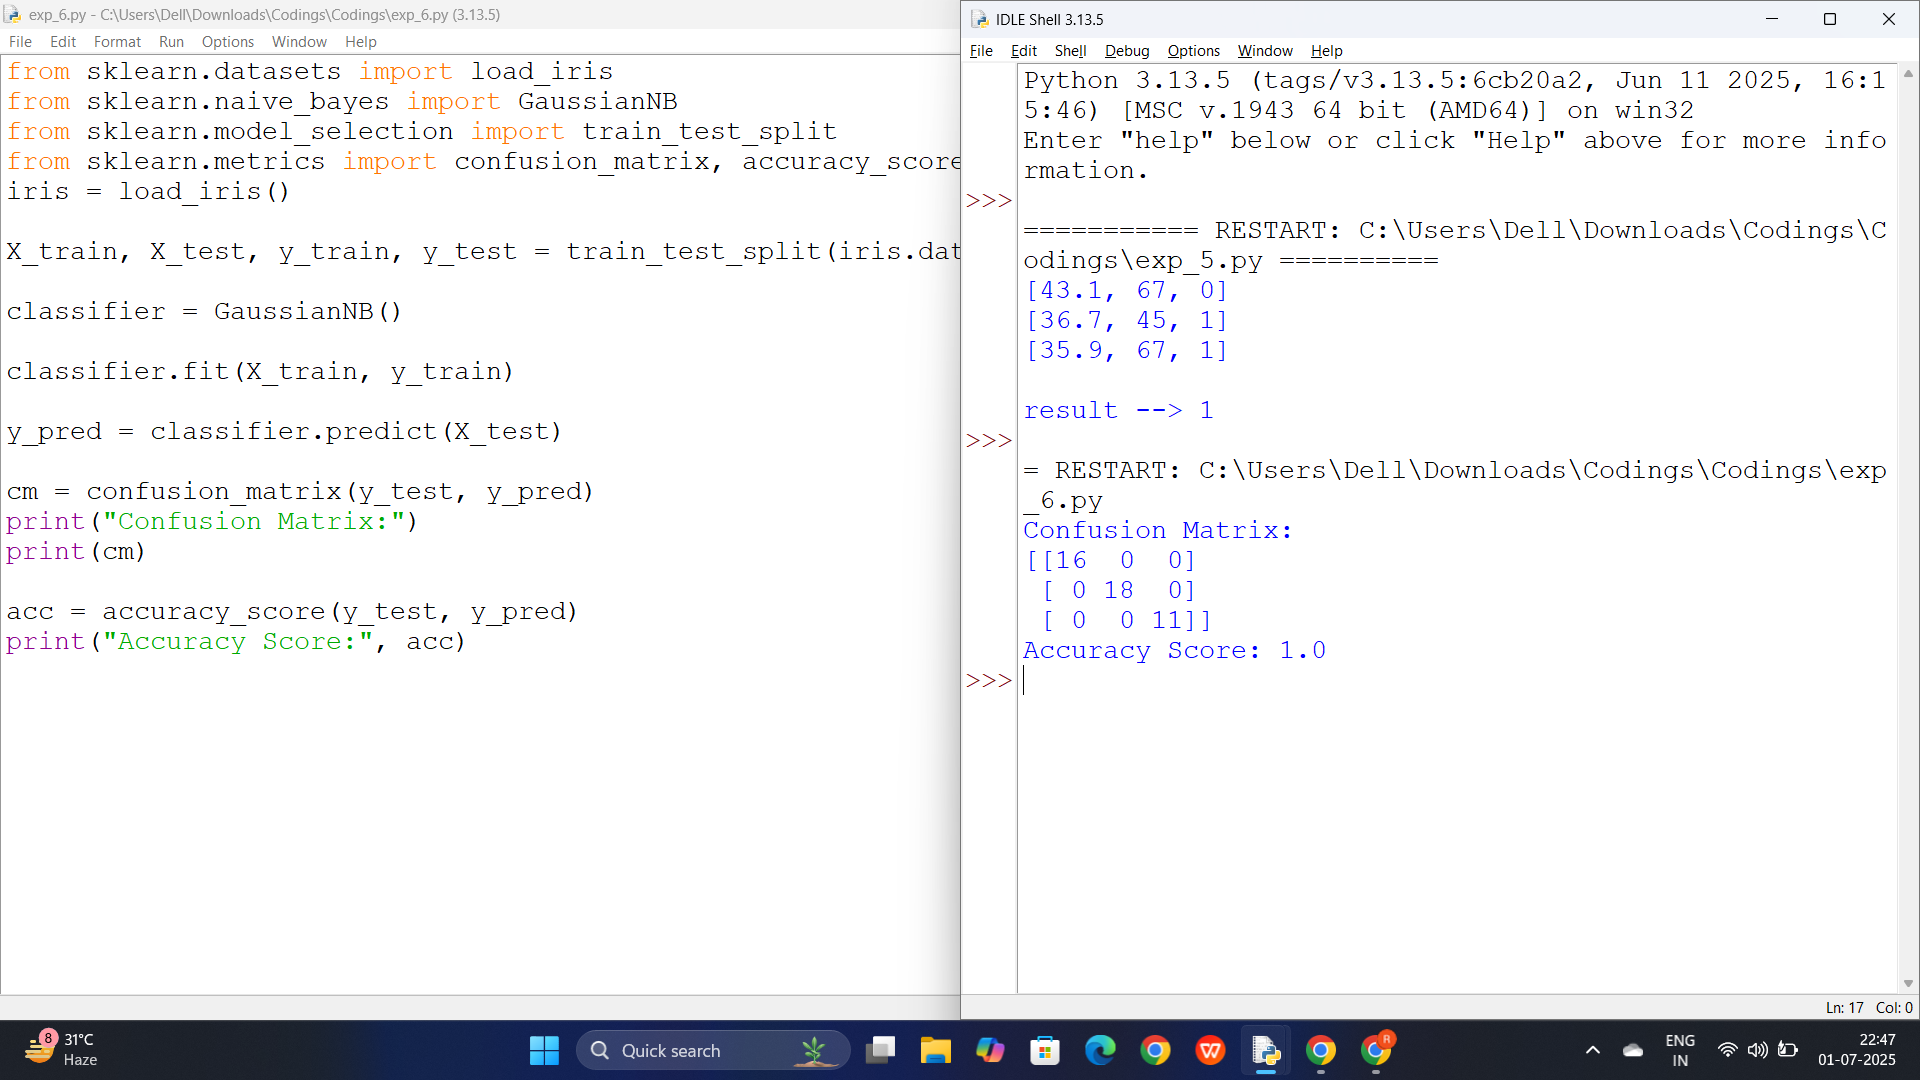 exp_6.py - C:\Users\Dell\Downloads\Codings\Codings\exp_6.py (3.13.5)
File Edit Format Run Options Window Help
from sklearn.datasets import load_iris
from sklearn.naive_bayes import GaussianNB
from sklearn.model_selection import train_test_split
from sklearn.metrics import confusion_matrix, accuracy_score
iris = load_iris()
X_train, X_test, y_train, y_test = train_test_split(iris.dat
classifier = GaussianNB()
classifier.fit(X_train, y_train)
y_pred = classifier.predict(X_test)
cm = confusion_matrix(y_test, y_pred)
print("Confusion Matrix:")
print(cm)
acc = accuracy_score(y_test, y_pred)
print("Accuracy Score:", acc)
IDLE Shell 3.13.5
File Edit Shell Debug Options Window Help
Python 3.13.5 (tags/v3.13.5:6cb20a2, Jun 11 2025, 16:1
5:46) [MSC v.1943 64 bit (AMD64)] on win32
Enter "help" below or click "Help" above for more info
rmation.
>>>
=========== RESTART: C:\Users\Dell\Downloads\Codings\C
odings\exp_5.py ==========
[43.1, 67, 0]
[36.7, 45, 1]
[35.9, 67, 1]
result --> 1
>>>
= RESTART: C:\Users\Dell\Downloads\Codings\Codings\exp
_6.py
Confusion Matrix:
[[16  0  0]
 [ 0 18  0]
 [ 0  0 11]]
Accuracy Score: 1.0
>>>
Ln: 17 Col: 0
8
31°C
Haze
Quick search
W
R
ENG
IN
22:47
01-07-2025